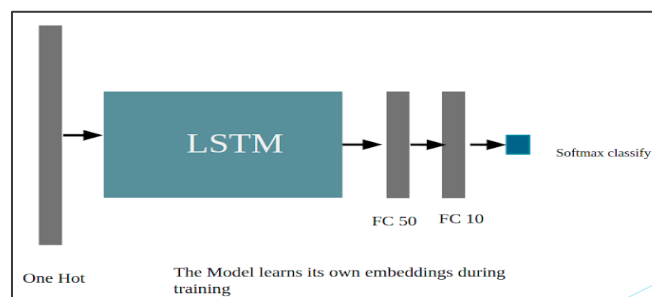 LSTM
Softmax classify
FC 50
FC 10
One Hot
The Model learns its own embeddings during
training